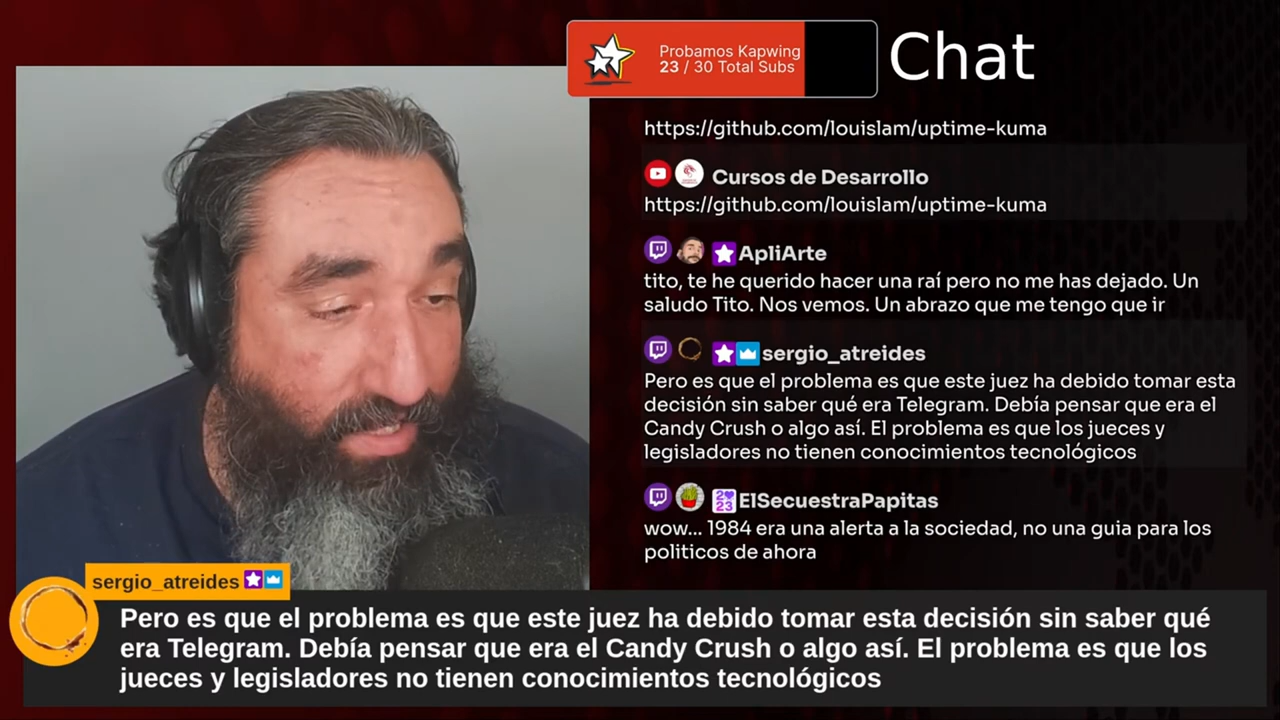 Probamos Kapwing
23 / 30 Total Subs
Chat
https://github.com/louislam/uptime-kuma
Cursos de Desarrollo
https://github.com/louislam/uptime-kuma
ApliArte
tito, te he querido hacer una raí pero no me has dejado. Un
saludo Tito. Nos vemos. Un abrazo que me tengo que ir
sergio_atreides
Pero es que el problema es que este juez ha debido tomar esta
decisión sin saber qué era Telegram. Debía pensar que era el
Candy Crush o algo así. El problema es que los jueces y
legisladores no tienen conocimientos tecnológicos
ElSecuestraPapitas
wow... 1984 era una alerta a la sociedad, no una guia para los
politicos de ahora
sergio_atreides
Pero es que el problema es que este juez ha debido tomar esta decisión sin saber qué
era Telegram. Debía pensar que era el Candy Crush o algo así. El problema es que los
jueces y legisladores no tienen conocimientos tecnológicos